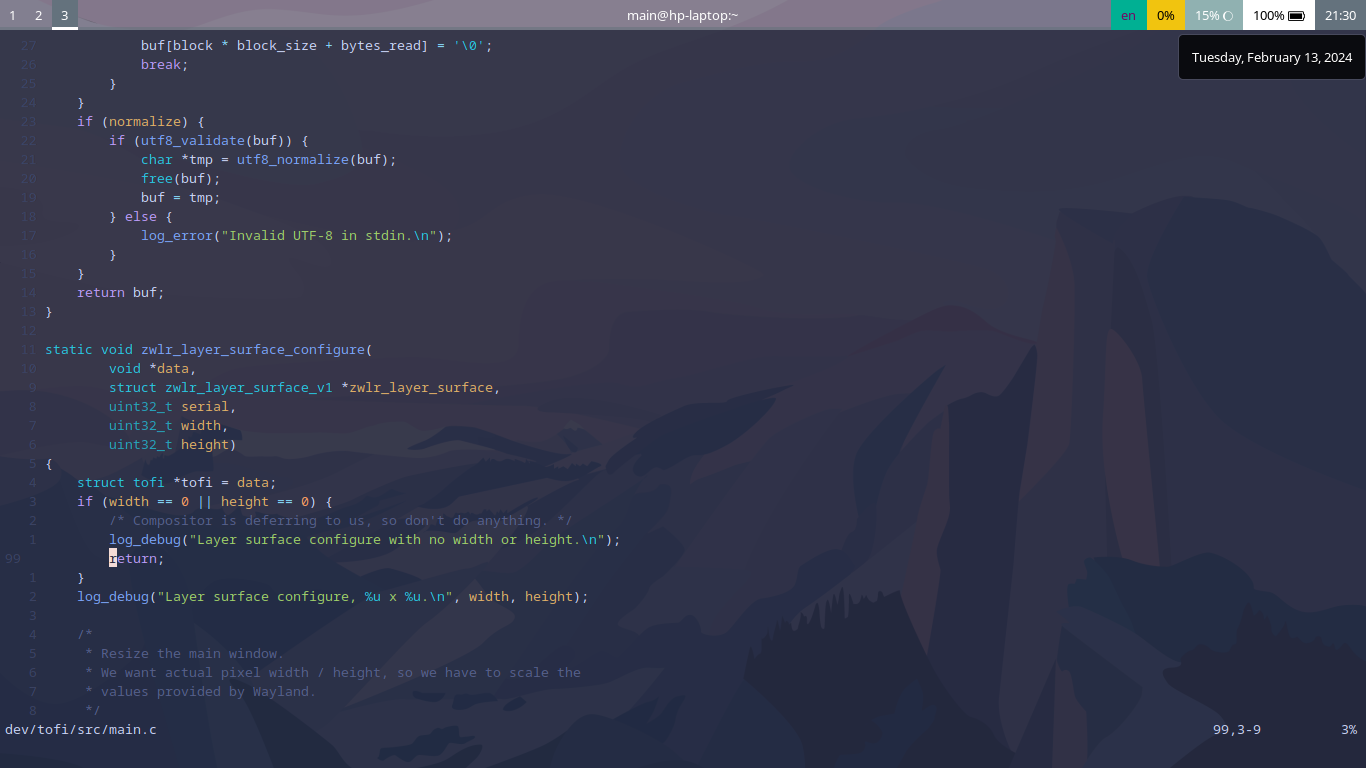 1 2 3 main@hp-laptop:~ en 0% 15% 100% 21:30
Tuesday, February 13, 2024
27             buf[block * block_size + bytes_read] = '\0';
26             break;
25         }
24     }
23     if (normalize) {
22         if (utf8_validate(buf)) {
21             char *tmp = utf8_normalize(buf);
20             free(buf);
19             buf = tmp;
18         } else {
17             log_error("Invalid UTF-8 in stdin.\n");
16         }
15     }
14     return buf;
13 }
12
11 static void zwlr_layer_surface_configure(
10         void *data,
9         struct zwlr_layer_surface_v1 *zwlr_layer_surface,
8         uint32_t serial,
7         uint32_t width,
6         uint32_t height)
5 {
4     struct tofi *tofi = data;
3     if (width == 0 || height == 0) {
2         /* Compositor is deferring to us, so don't do anything. */
1         log_debug("Layer surface configure with no width or height.\n");
99         return;
1     }
2     log_debug("Layer surface configure, %u x %u.\n", width, height);
3
4     /*
5      * Resize the main window.
6      * We want actual pixel width / height, so we have to scale the
7      * values provided by Wayland.
8      */
dev/tofi/src/main.c 99,3-9 3%